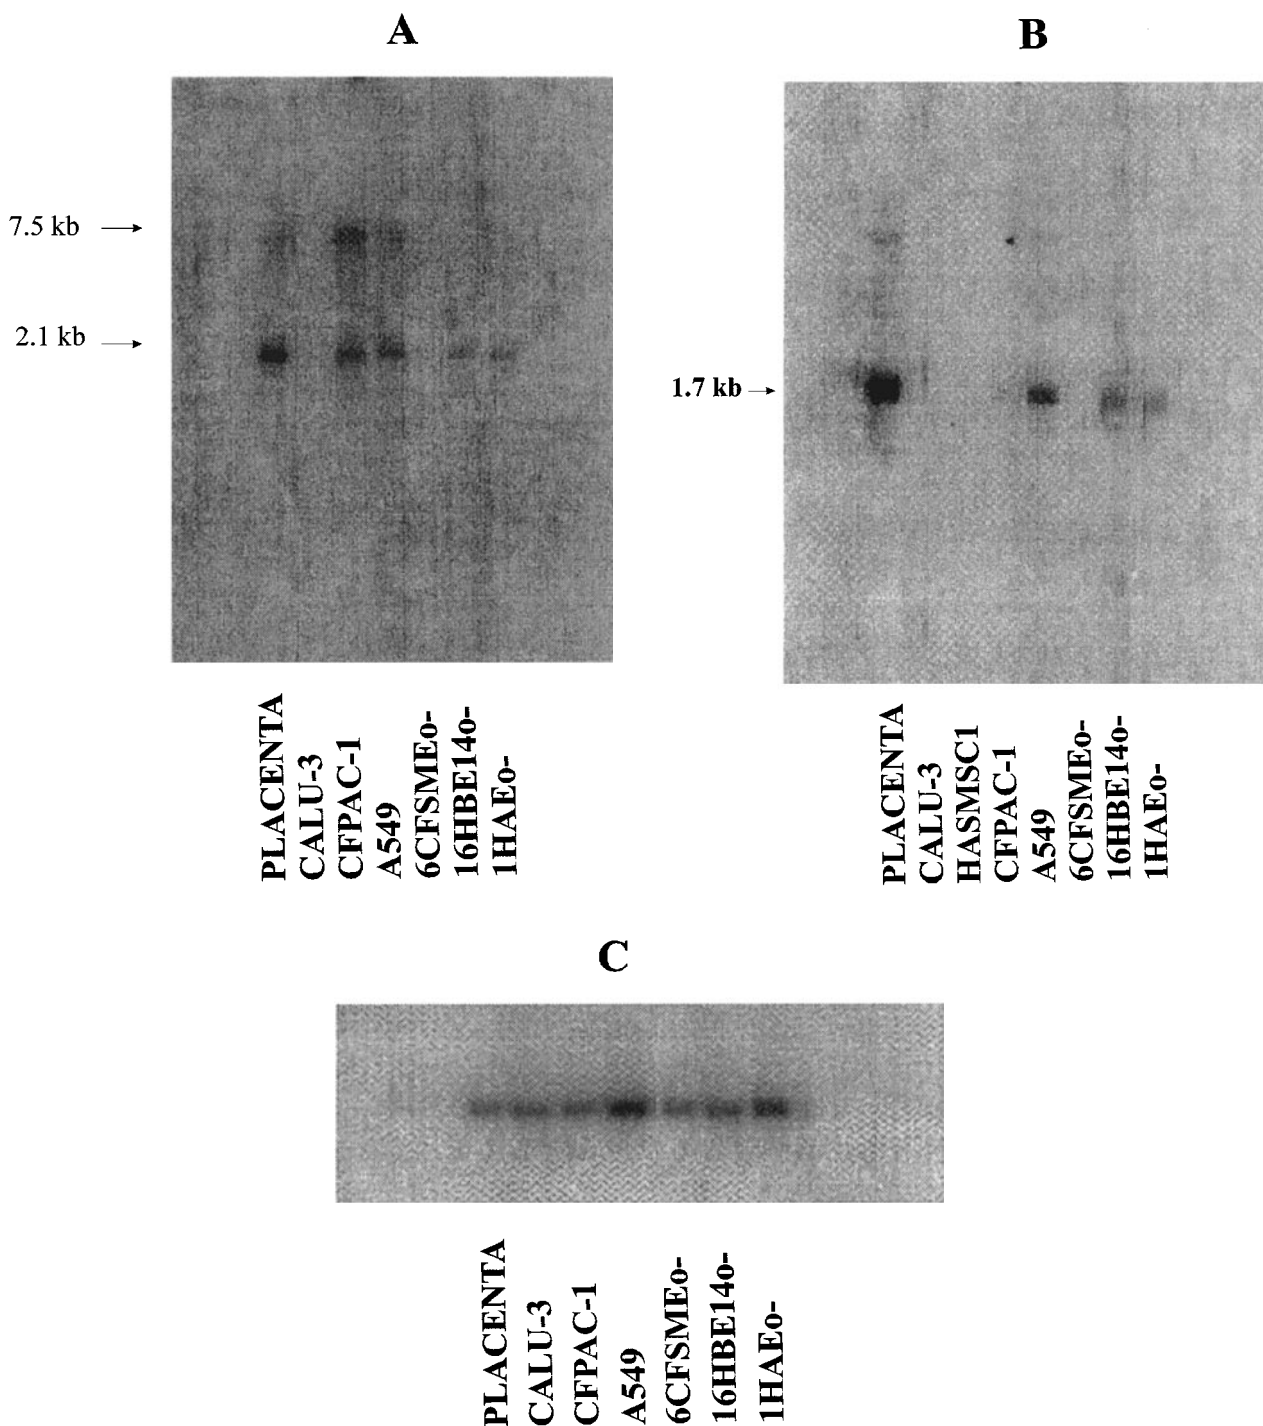 A
7.5 kb
2.1 kb
PLACENTA
CALU-3
CFPAC-1
A549
6CFSMEo-
16HBE14o-
1HAEo-
B
1.7 kb
PLACENTA
CALU-3
HASMSC1
CFPAC-1
A549
6CFSMEo-
16HBE14o-
1HAEo-
C
PLACENTA
CALU-3
CFPAC-1
A549
6CFSMEo-
16HBE14o-
1HAEo-